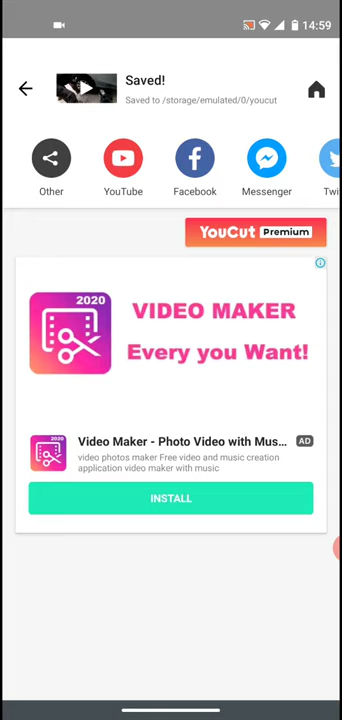 14:59
Saved!
Saved to /storage/emulated/0/youcut
Other
YouTube
Facebook
Messenger
Twi
YouCut Premium
2020
VIDEO MAKER
Every you Want!
2020
Video Maker - Photo Video with Mus... AD
video photos maker Free video and music creation
application video maker with music
INSTALL